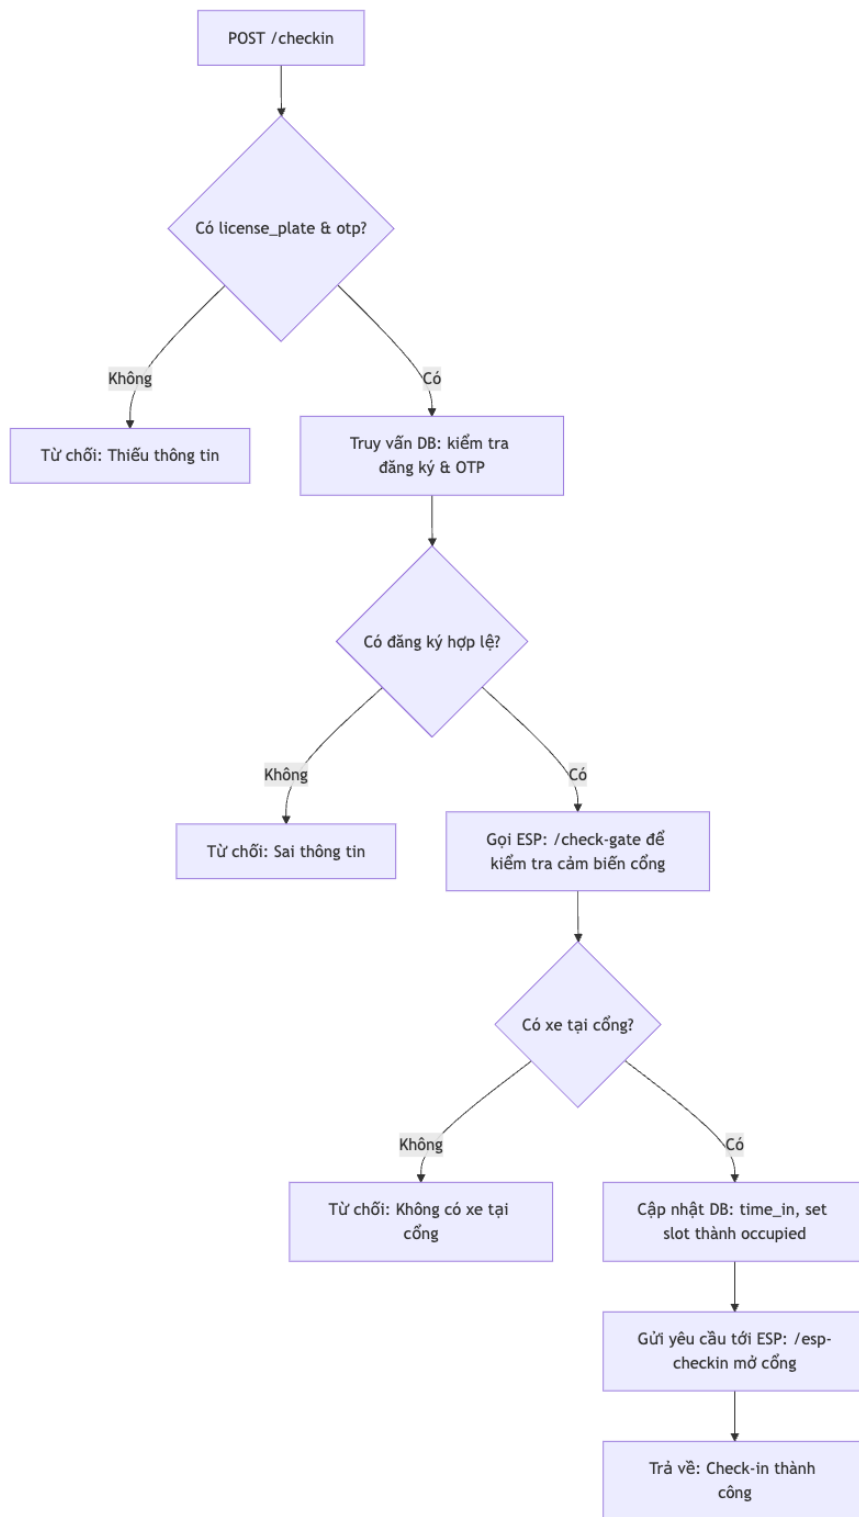 POST /checkin
Có license_plate & otp?
Không
Có
Từ chối: Thiếu thông tin
Truy vấn DB: kiểm tra
đăng ký & OTP
Có đăng ký hợp lệ?
Không
Có
Từ chối: Sai thông tin
Gọi ESP: /check-gate để
kiểm tra cảm biến cổng
Có xe tại cổng?
Không
Có
Từ chối: Không có xe tại
cổng
Cập nhật DB: time_in, set
slot thành occupied
Gửi yêu cầu tới ESP: /esp-
checkin mở cổng
Trả về: Check-in thành
công